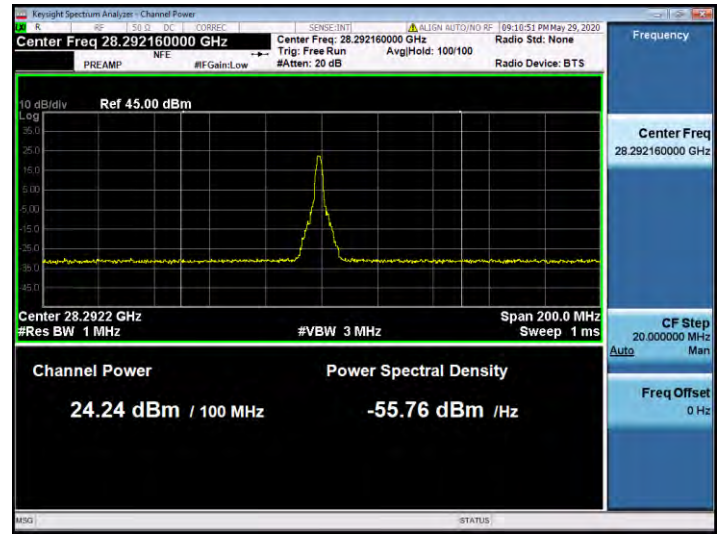 Keysight Spectrum Analyzer - Channel Power
LXI R RF 50 Ω DC CORREC SENSE:INT ALIGN AUTO/NO RF 09:10:51 PM May 29, 2020
Center Freq 28.292160000 GHz
Center Freq: 28.292160000 GHz
Radio Std: None
NFE
Trig: Free Run Avg|Hold: 100/100
PREAMP #IFGain:Low #Atten: 20 dB Radio Device: BTS
10 dB/div Ref 45.00 dBm
Log
35.0
25.0
15.0
5.00
-5.00
-15.0
-25.0
-35.0
-45.0
Center 28.2922 GHz Span 200.0 MHz
#Res BW 1 MHz #VBW 3 MHz Sweep 1 ms
Channel Power Power Spectral Density
24.24 dBm / 100 MHz -55.76 dBm /Hz
MSG STATUS
Frequency
Center Freq
28.292160000 GHz
CF Step
20.000000 MHz
Auto Man
Freq Offset
0 Hz